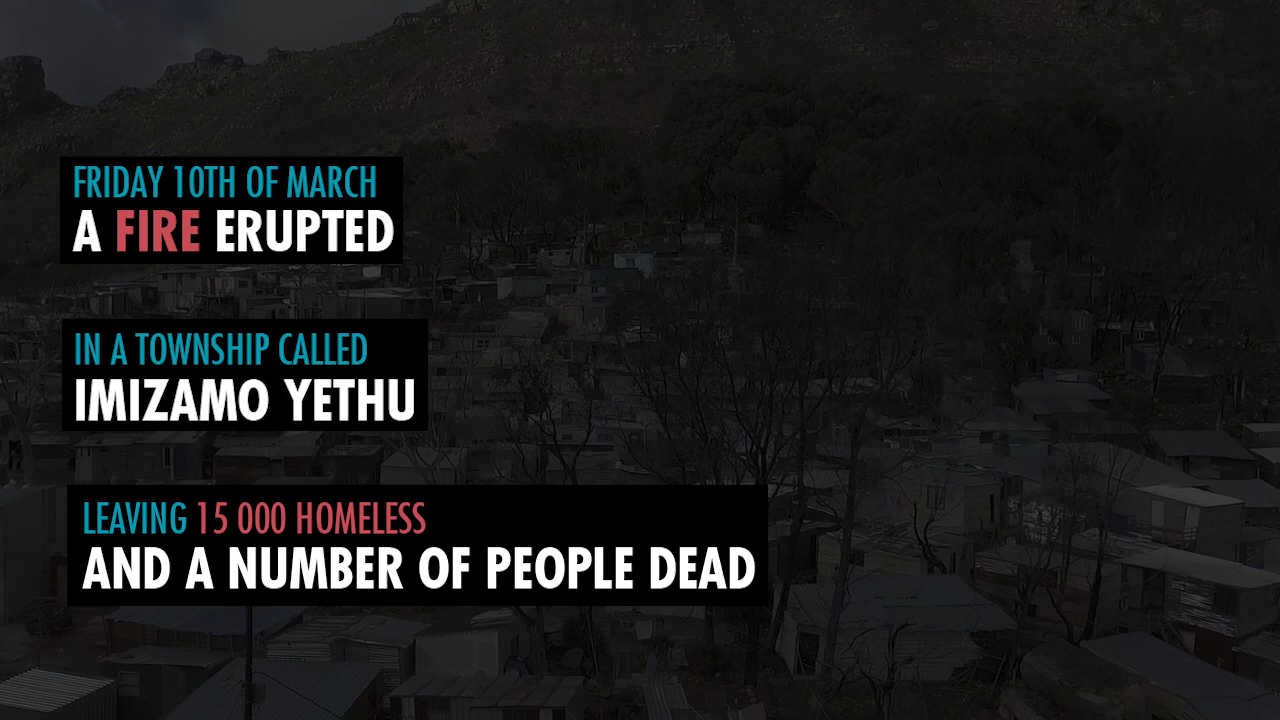 FRIDAY 10TH OF MARCH
A FIRE ERUPTED
IN A TOWNSHIP CALLED
IMIZAMO YETHU
LEAVING 15 000 HOMELESS
AND A NUMBER OF PEOPLE DEAD